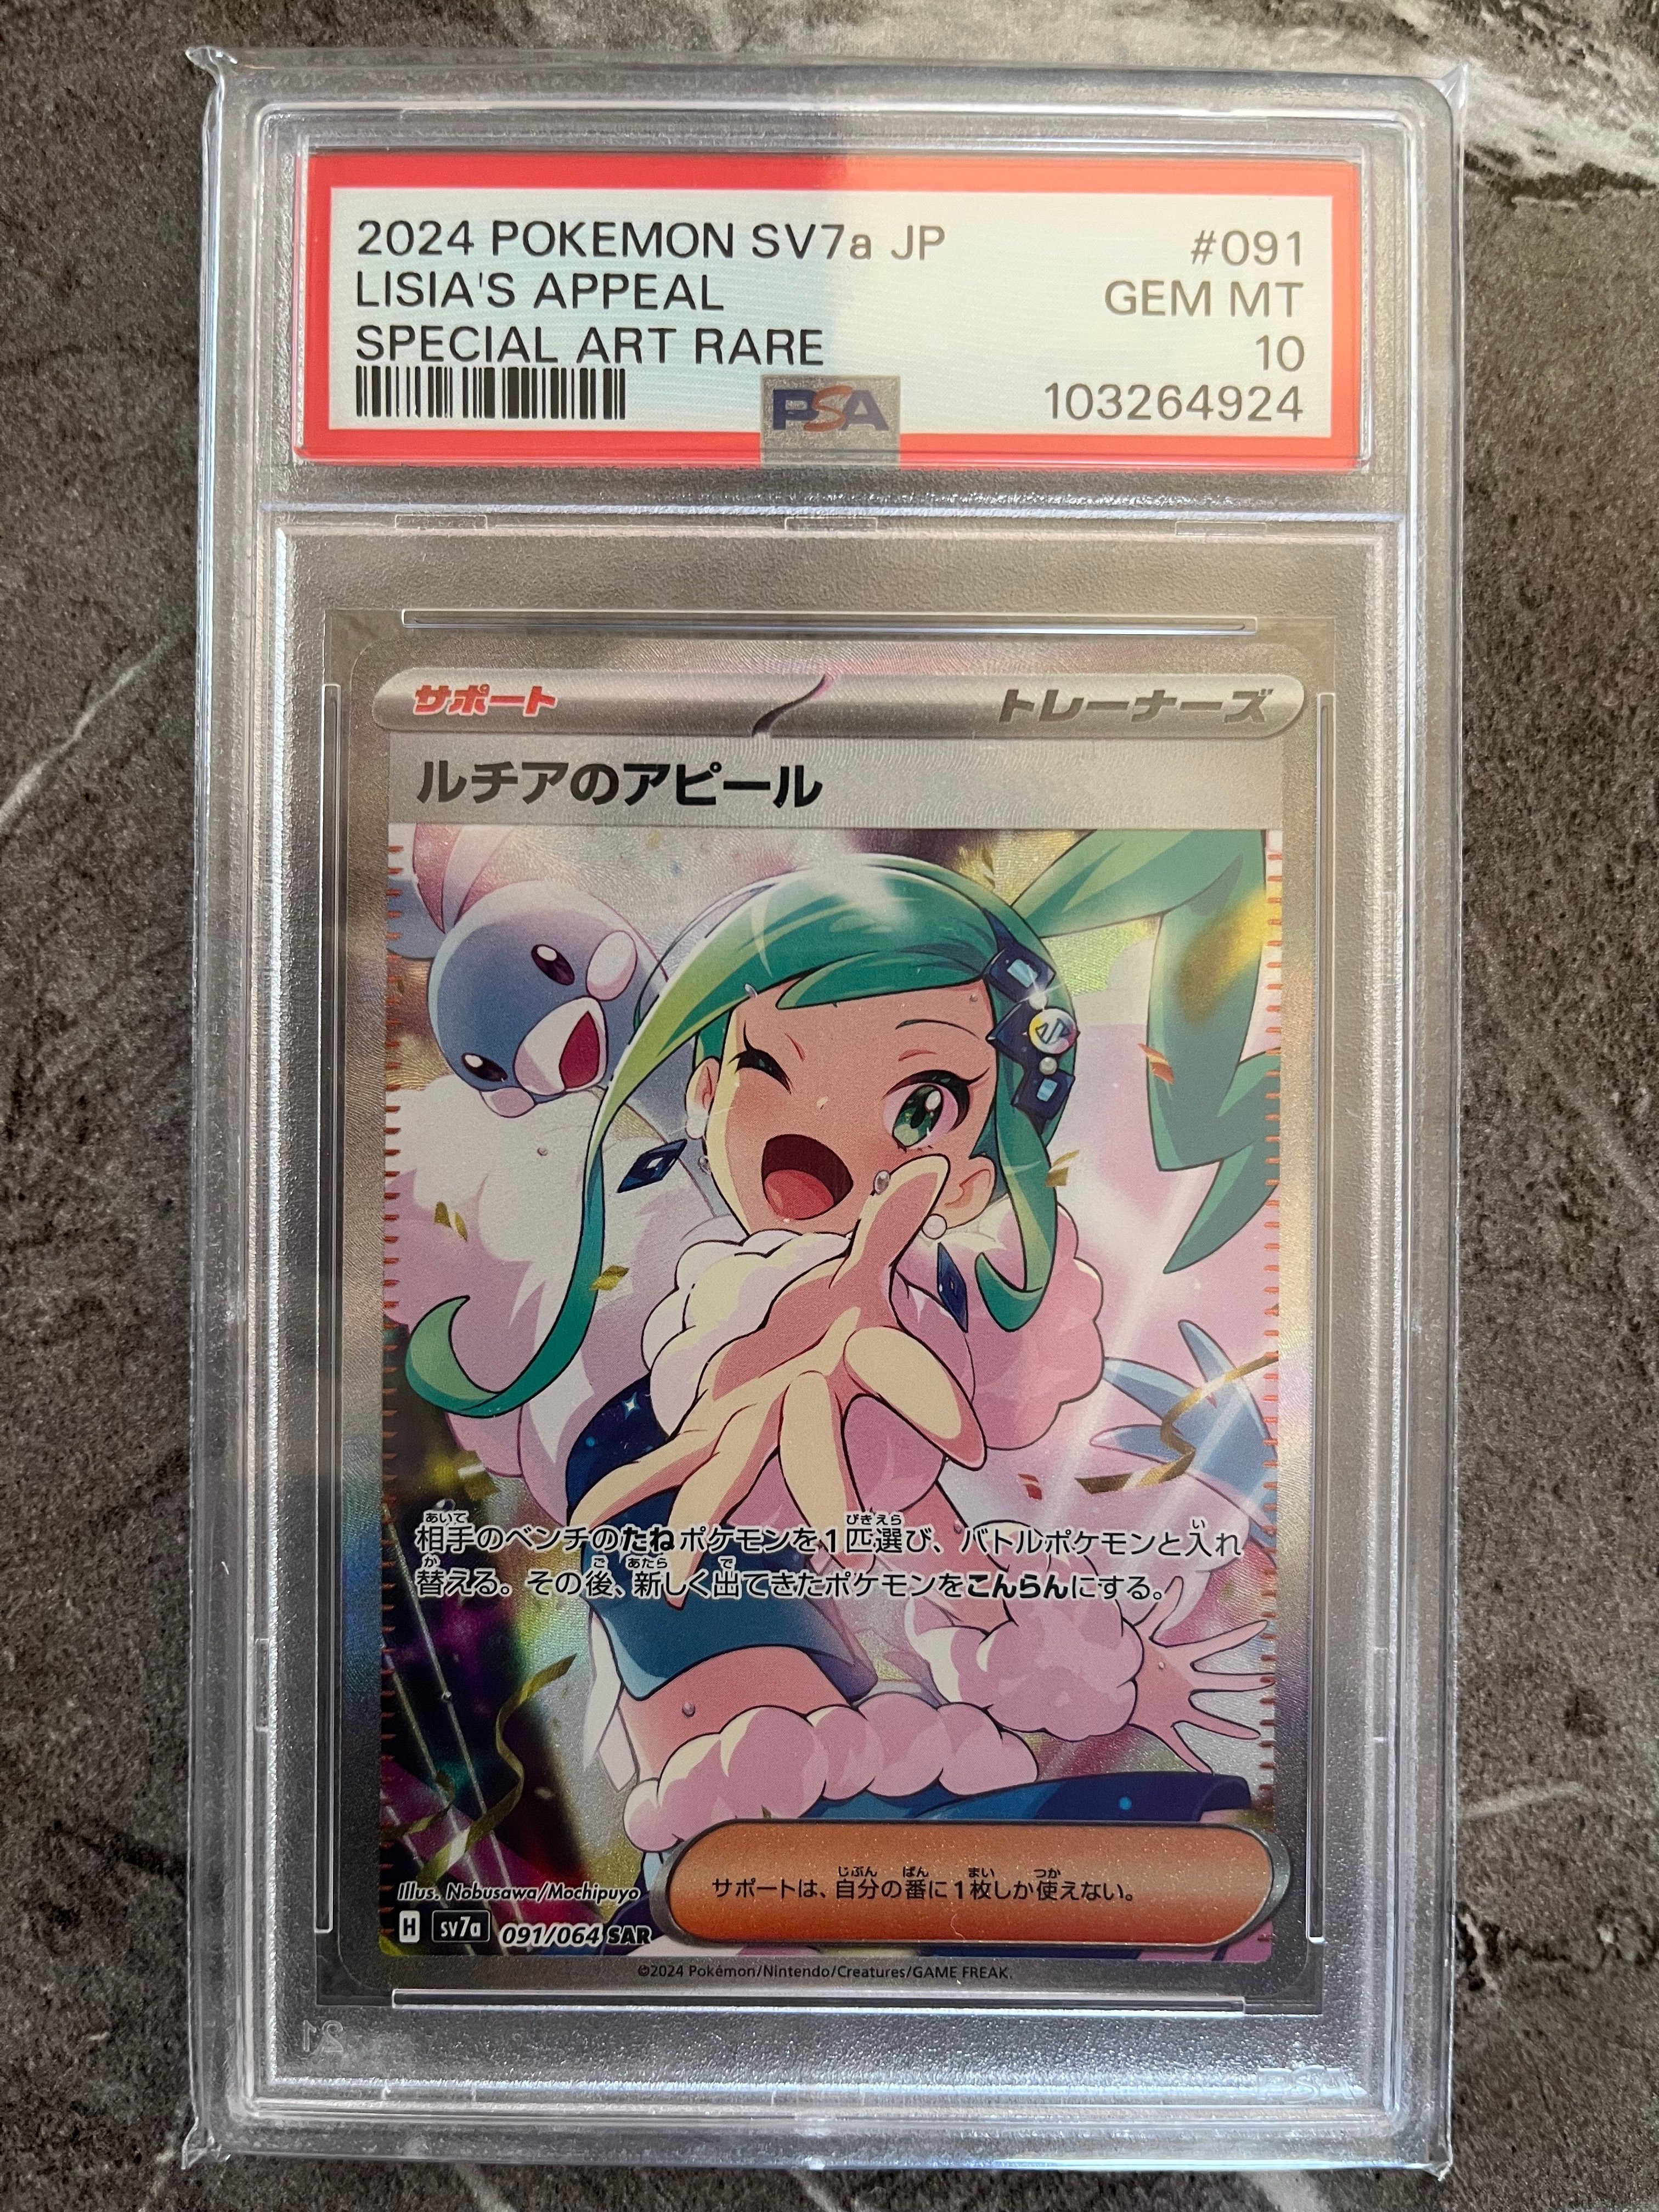 2024 POKEMON SV7a JP #091
LISIA'S APPEAL GEM MT
SPECIAL ART RARE 10
PSA 103264924
サポート トレーナーズ
ルチアのアピール
相手のベンチのたねポケモンを1匹選び、バトルポケモンと入れ
替える。その後、新しく出てきたポケモンをこんらんにする。
サポートは、自分の番に1枚しか使えない。
Illus. Nobusawa/Mochipuyo
H sv7a 091/064 SAR
©2024 Pokémon/Nintendo/Creatures/GAME FREAK.